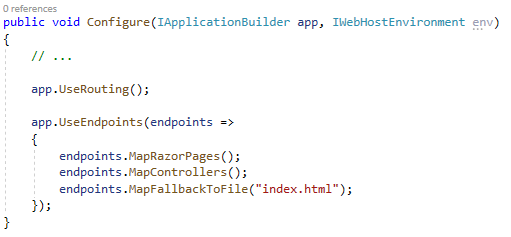 0 references
public void Configure(IApplicationBuilder app, IWebHostEnvironment env)
{
    // ...
    app.UseRouting();
    app.UseEndpoints(endpoints =>
    {
        endpoints.MapRazorPages();
        endpoints.MapControllers();
        endpoints.MapFallbackToFile("index.html");
    });
}